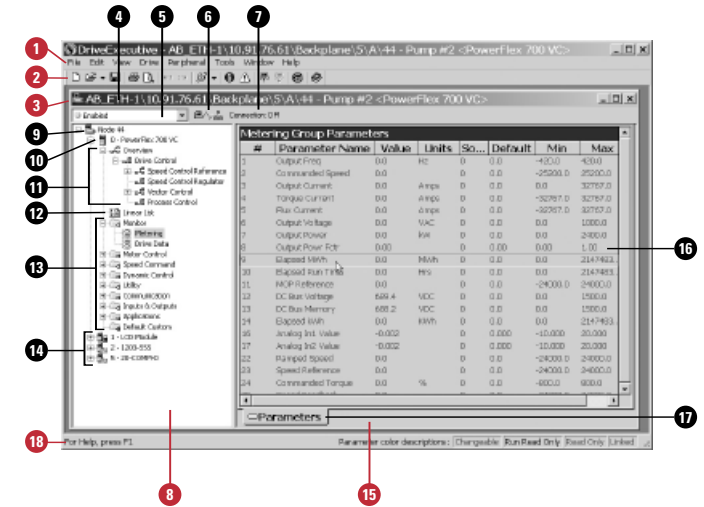 4 5 6 7
1 DriveExecutive - AB_ETH-1\10.91.76.61\Backplane\5\A\44 - Pump #2 <PowerFlex 700 VC>
File Edit View Drive Peripheral Tools Window Help
2
3 AB_ETH-1\10.91.76.61\Backplane\5\A\44 - Pump #2 <PowerFlex 700 VC>
Enabled Connection: Off
9 Node 44
10 0 - PowerFlex 700 VC
11 Overview
Drive Control
Speed Control Reference
Speed Control Regulator
Vector Control
Process Control
12 Linear List
13 Monitor
Metering
Drive Data
Motor Control
Speed Command
Dynamic Control
Utility
Communication
Inputs & Outputs
Applications
Default Custom
14 1 - LCD Module
2 - 1203-SSS
5 - 20-COMM-D
Metering Group Parameters
# Parameter Name Value Units So... Default Min Max
1 Output Freq 0.0 Hz 0 0.0 -420.0 420.0
2 Commanded Speed 0.0 0 0.0 -25200.0 25200.0
3 Output Current 0.0 Amps 0 0.0 0.0 32767.0
4 Torque Current 0.0 Amps 0 0.0 -32767.0 32767.0
5 Flux Current 0.0 Amps 0 0.0 -32767.0 32767.0
6 Output Voltage 0.0 VAC 0 0.0 0.0 1000.0
7 Output Power 0.0 kW 0 0.0 0.0 2400.0
8 Output Powr Fctr 0.00 0 0.00 0.00 1.00
16
9 Elapsed MWh 0.0 MWh 0 0.0 0.0 2147483...
10 Elapsed Run Time 0.0 Hrs 0 0.0 0.0 2147483...
11 MOP Reference 0.0 0 0.0 -24000.0 24000.0
12 DC Bus Voltage 689.4 VDC 0 0.0 0.0 1500.0
13 DC Bus Memory 688.2 VDC 0 0.0 0.0 1500.0
14 Elapsed kWh 0.0 kWh 0 0.0 0.0 2147483...
16 Analog In1 Value -0.002 0 0.000 -10.000 20.000
17 Analog In2 Value -0.002 0 0.000 -10.000 20.000
22 Ramped Speed 0.0 0 0.0 -24000.0 24000.0
23 Speed Reference 0.0 0 0.0 -24000.0 24000.0
24 Commanded Torque 0.0 % 0 0.0 -800.0 800.0
Parameters 17
18 For Help, press F1 Parameter color descriptions: Changeable Run Read Only Read Only Linked
8 15